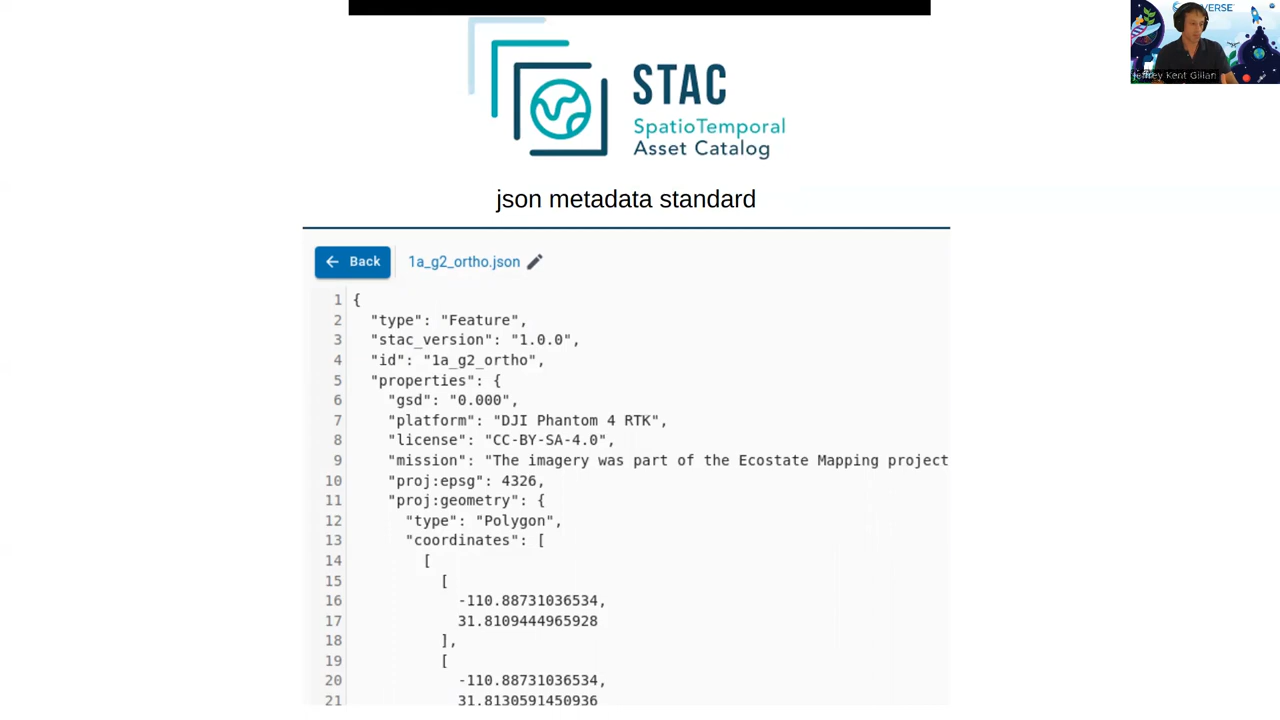 STAC
SpatioTemporal
Asset Catalog
json metadata standard
Back 1a_g2_ortho.json
1 {
2 "type": "Feature",
3 "stac_version": "1.0.0",
4 "id": "1a_g2_ortho",
5 "properties": {
6 "gsd": "0.000",
7 "platform": "DJI Phantom 4 RTK",
8 "license": "CC-BY-SA-4.0",
9 "mission": "The imagery was part of the Ecostate Mapping project
10 "proj:epsg": 4326,
11 "proj:geometry": {
12 "type": "Polygon",
13 "coordinates": [
14 [
15 [
16 -110.88731036534,
17 31.8109444965928
18 ],
19 [
20 -110.88731036534,
21 31.8130591450936
VERSE
Jeffrey Kent Gillan